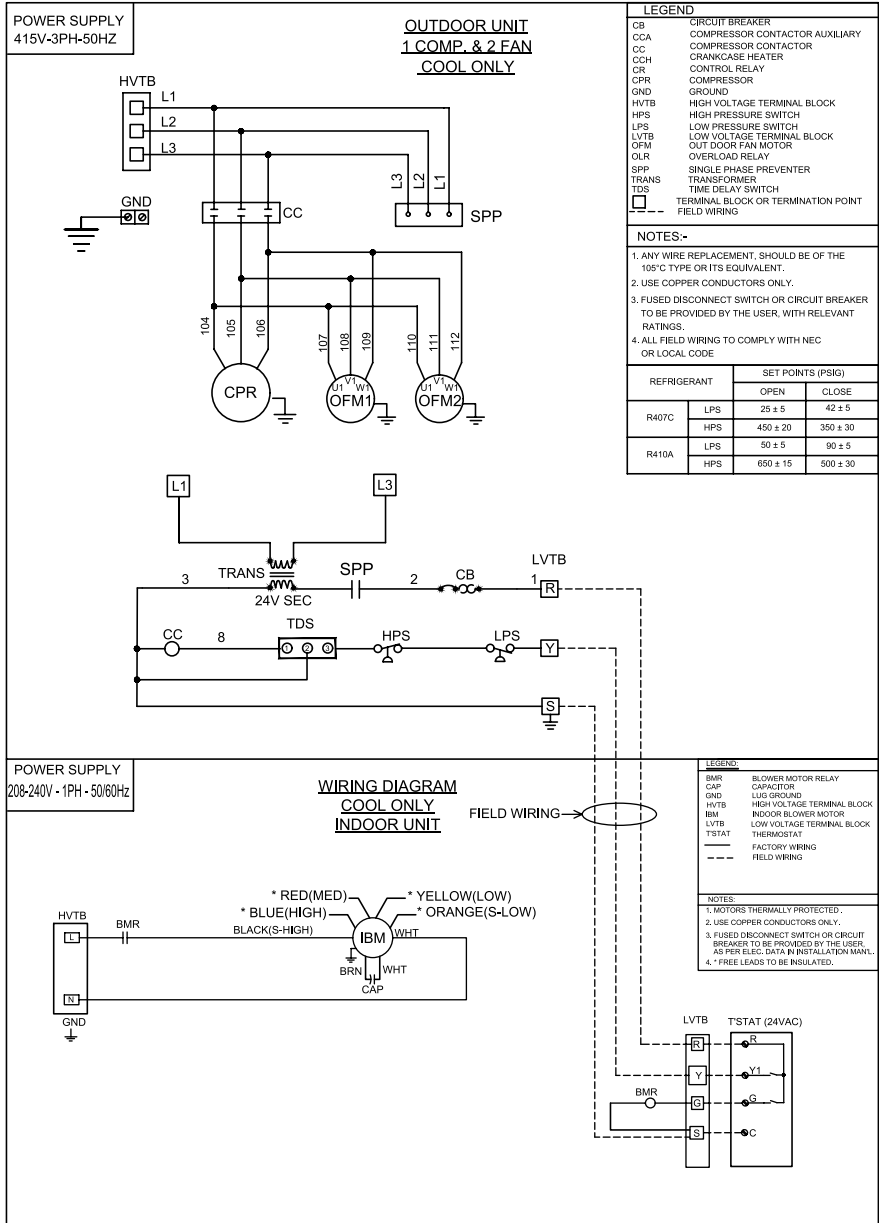 POWER SUPPLY
415V-3PH-50HZ
OUTDOOR UNIT
1 COMP. & 2 FAN
COOL ONLY
LEGEND
CB CIRCUIT BREAKER
CCA COMPRESSOR CONTACTOR AUXILIARY
CC COMPRESSOR CONTACTOR
CCH CRANKCASE HEATER
CR CONTROL RELAY
CPR COMPRESSOR
GND GROUND
HVTB HIGH VOLTAGE TERMINAL BLOCK
HPS HIGH PRESSURE SWITCH
LPS LOW PRESSURE SWITCH
LVTB LOW VOLTAGE TERMINAL BLOCK
OFM OUT DOOR FAN MOTOR
OLR OVERLOAD RELAY
SPP SINGLE PHASE PREVENTER
TRANS TRANSFORMER
TDS TIME DELAY SWITCH
TERMINAL BLOCK OR TERMINATION POINT
FIELD WIRING
NOTES:-
1. ANY WIRE REPLACEMENT, SHOULD BE OF THE
105°C TYPE OR ITS EQUIVALENT.
2. USE COPPER CONDUCTORS ONLY.
3. FUSED DISCONNECT SWITCH OR CIRCUIT BREAKER
TO BE PROVIDED BY THE USER, WITH RELEVANT
RATINGS.
4. ALL FIELD WIRING TO COMPLY WITH NEC
OR LOCAL CODE
REFRIGERANT SET POINTS (PSIG)
OPEN CLOSE
R407C LPS 25 ± 5 42 ± 5
HPS 450 ± 20 350 ± 30
R410A LPS 50 ± 5 90 ± 5
HPS 650 ± 15 500 ± 30
HVTB
L1
L2
L3
GND
CC
L3 L2 L1
SPP
104 105 106 107 108 109 110 111 112
CPR
U1 V1 W1
OFM1
U1 V1 W1
OFM2
L1 L3
TRANS
24V SEC
3 SPP 2 CB 1 LVTB
R
CC 8 TDS
1 2 3
HPS LPS Y
S
POWER SUPPLY
208-240V - 1PH - 50/60Hz
WIRING DIAGRAM
COOL ONLY
INDOOR UNIT
FIELD WIRING
LEGEND:
BMR BLOWER MOTOR RELAY
CAP CAPACITOR
GND LUG GROUND
HVTB HIGH VOLTAGE TERMINAL BLOCK
IBM INDOOR BLOWER MOTOR
LVTB LOW VOLTAGE TERMINAL BLOCK
T'STAT THERMOSTAT
FACTORY WIRING
FIELD WIRING
NOTES:
1. MOTORS THERMALLY PROTECTED .
2. USE COPPER CONDUCTORS ONLY.
3. FUSED DISCONNECT SWITCH OR CIRCUIT
BREAKER TO BE PROVIDED BY THE USER,
AS PER ELEC. DATA IN INSTALLATION MAN'L.
4. * FREE LEADS TO BE INSULATED.
* RED(MED) * YELLOW(LOW)
* BLUE(HIGH) * ORANGE(S-LOW)
BLACK(S-HIGH) IBM WHT
BRN WHT
CAP
HVTB
L BMR
N
GND
LVTB T'STAT (24VAC)
R R
Y Y1
BMR G G
S C